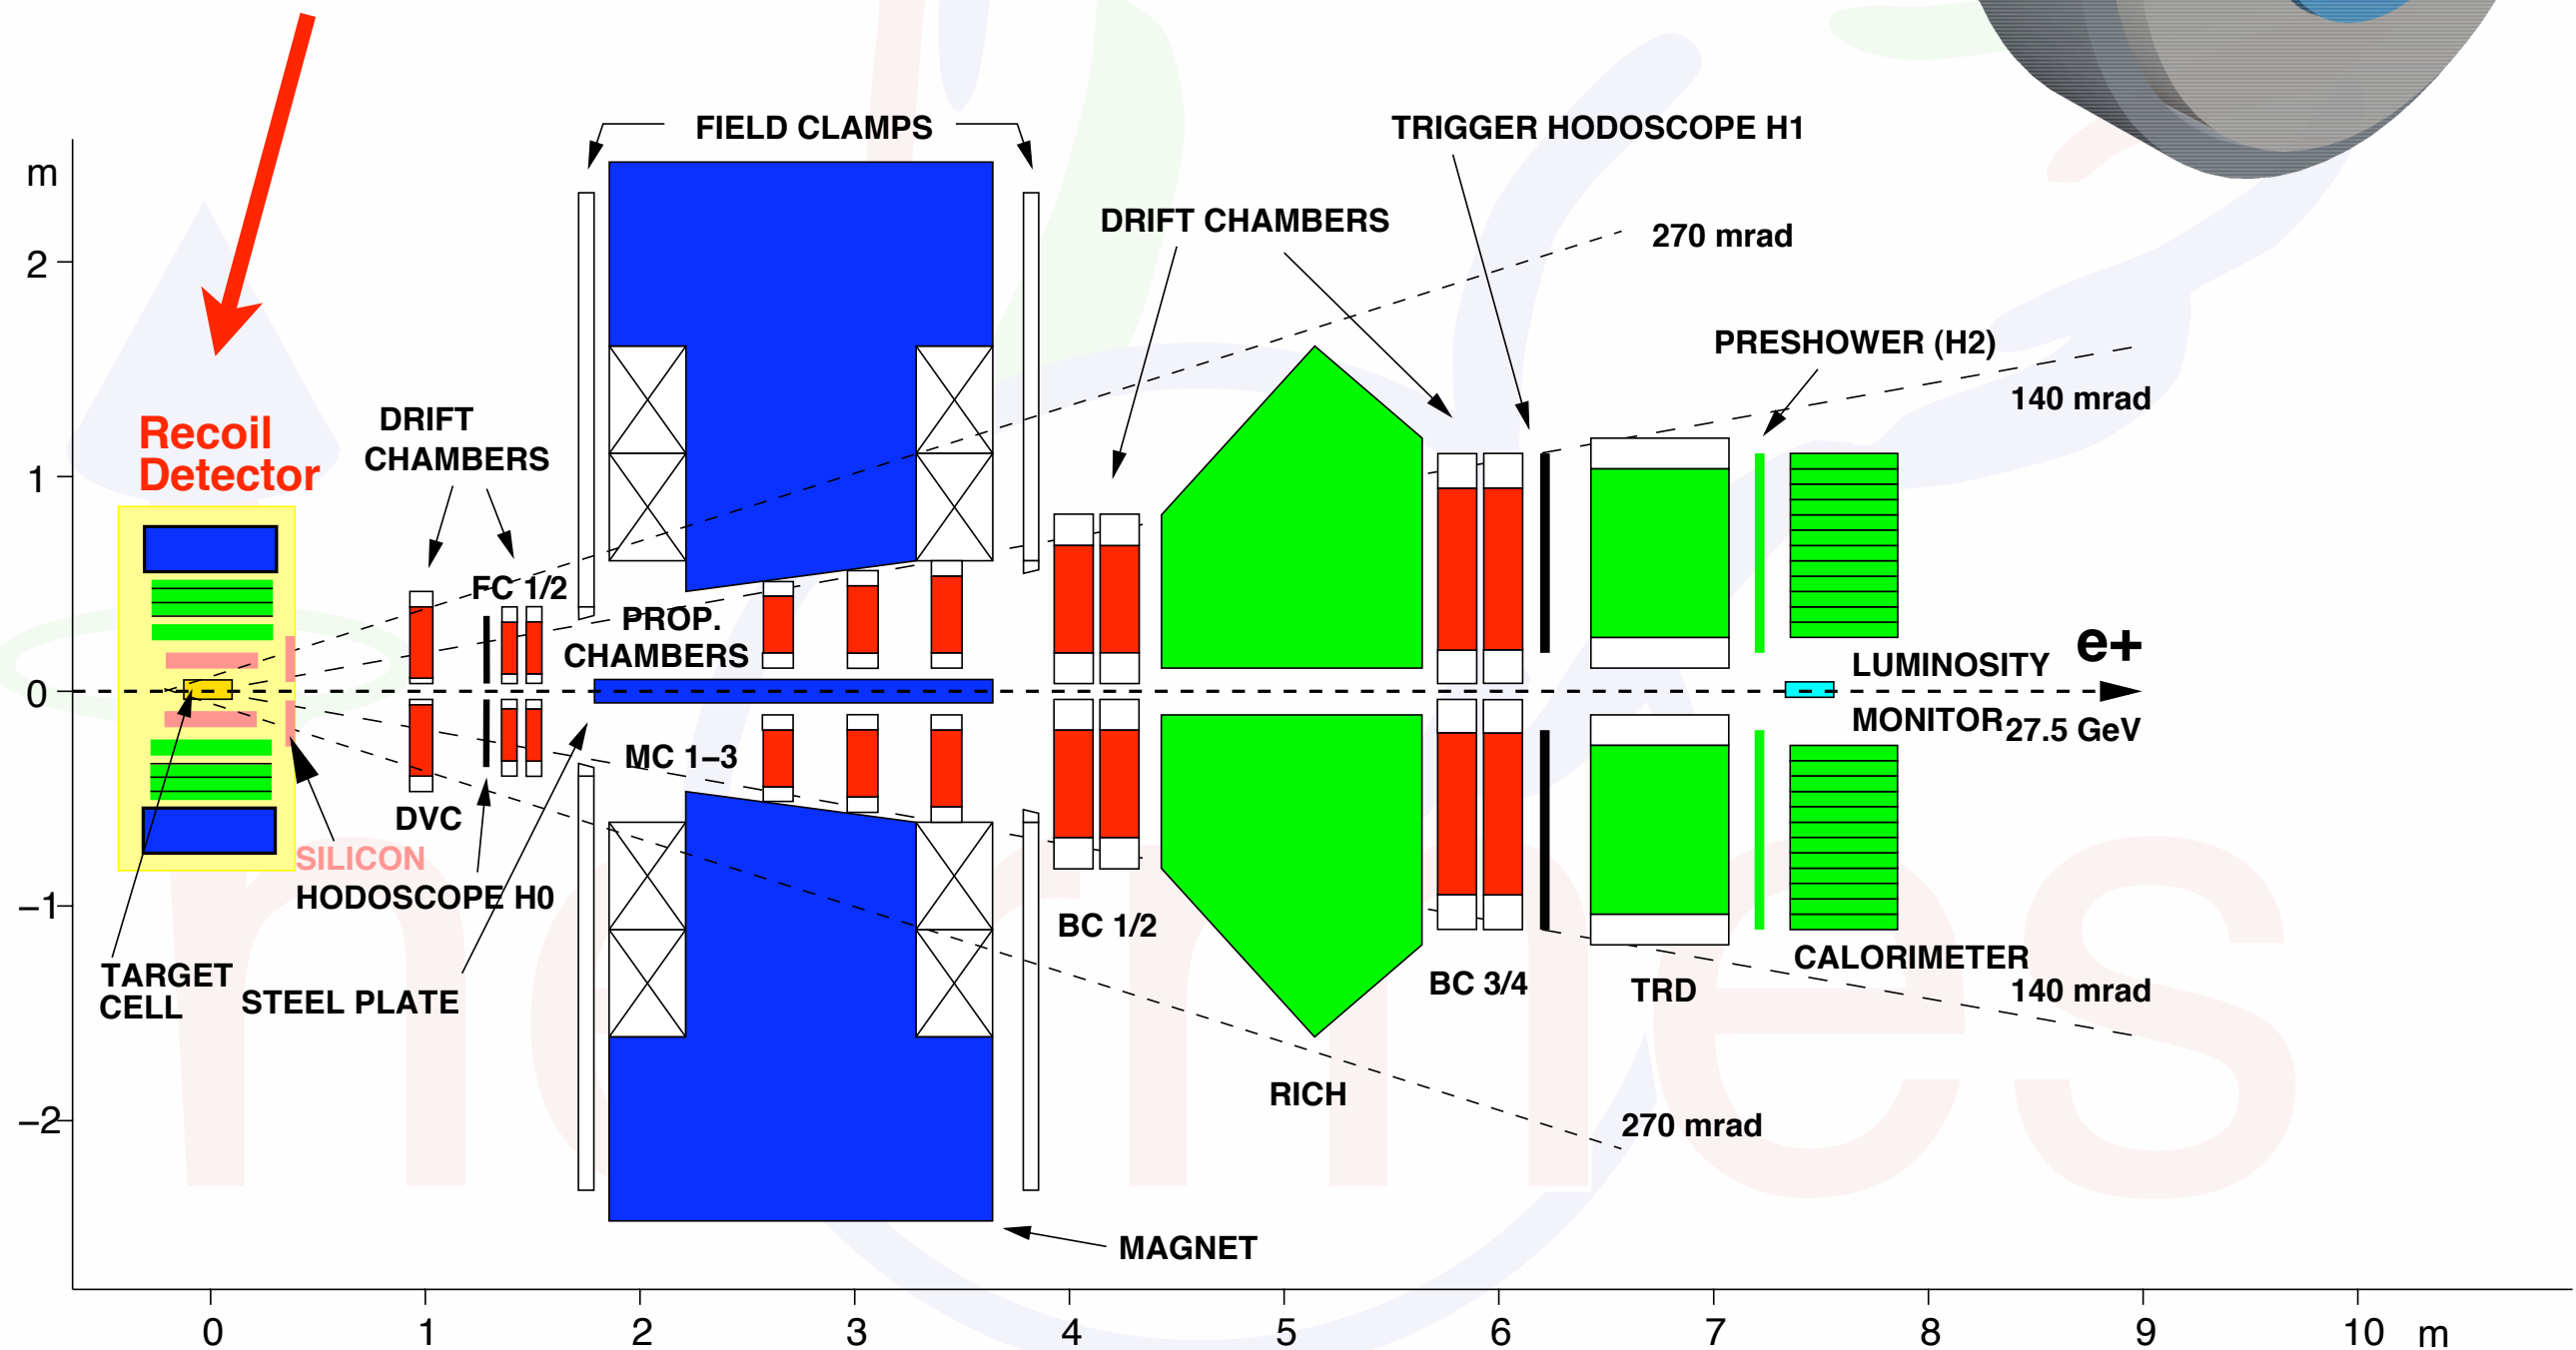 FIELD CLAMPS
TRIGGER HODOSCOPE H1
m
DRIFT CHAMBERS
270 mrad
2
PRESHOWER (H2)
140 mrad
DRIFT
CHAMBERS
Recoil
Detector
1
FC 1/2
PROP.
CHAMBERS
e+
LUMINOSITY
0
MONITOR
27.5 GeV
MC 1–3
DVC
SILICON
HODOSCOPE H0
–1
BC 1/2
CALORIMETER
TARGET
CELL
STEEL PLATE
BC 3/4
TRD
140 mrad
RICH
–2
270 mrad
MAGNET
0 1 2 3 4 5 6 7 8 9 10 m
hermes